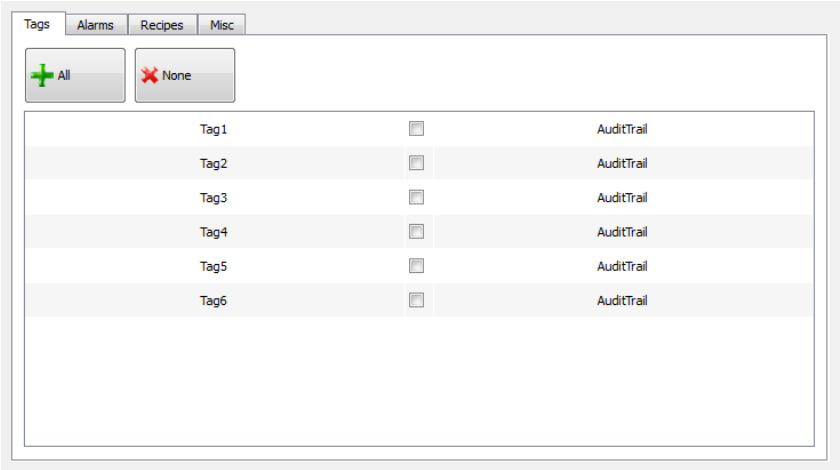 Tags Alarms Recipes Misc
All None
Tag1 AuditTrail
Tag2 AuditTrail
Tag3 AuditTrail
Tag4 AuditTrail
Tag5 AuditTrail
Tag6 AuditTrail